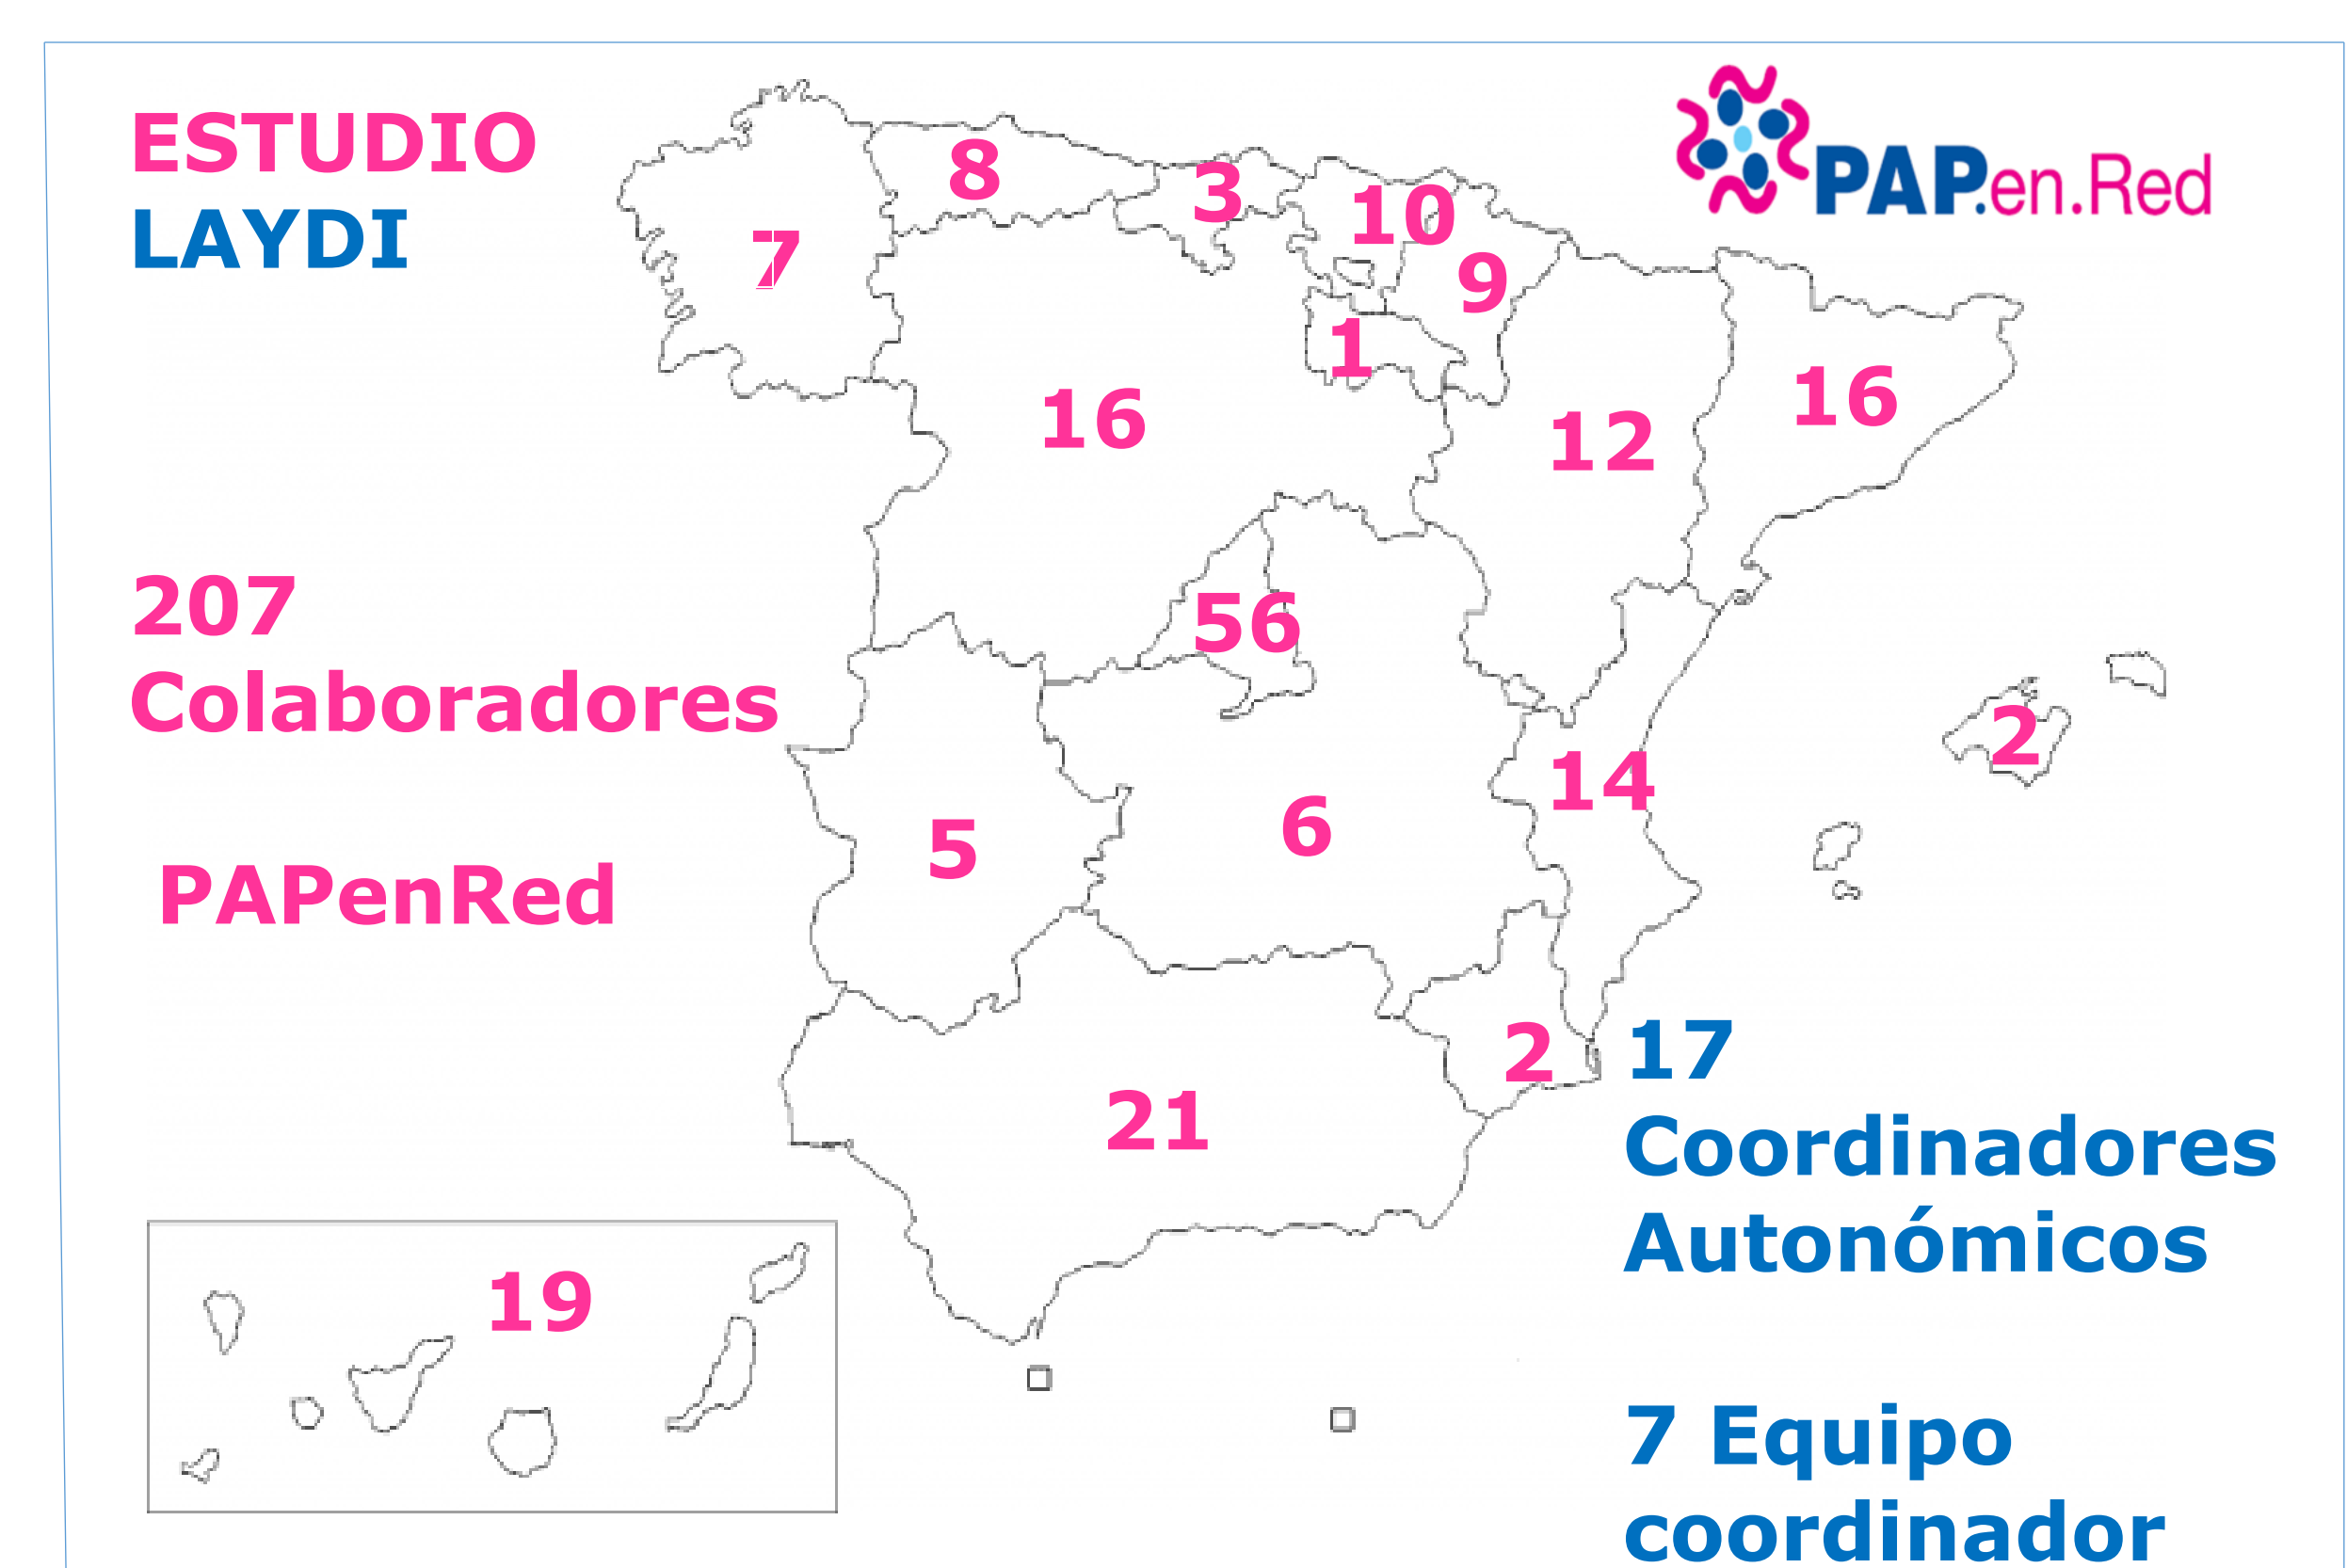 ESTUDIO
LAYDI
PAP.en.Red
8
3
10
7
9
1
16
16
12
56
207
Colaboradores
2
14
6
5
PAPenRed
2
17
Coordinadores
Autonómicos
21
19
7 Equipo
coordinador